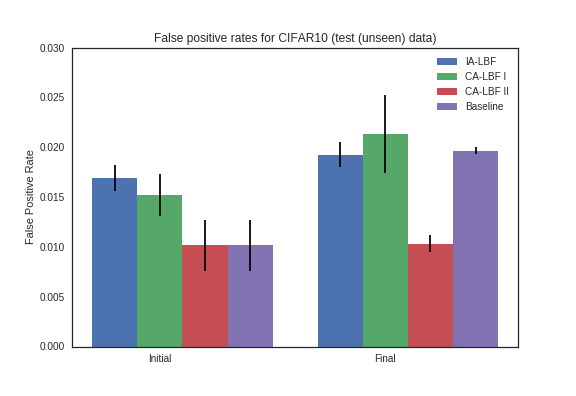 False positive rates for CIFAR10 (test (unseen) data)
0.030
0.025
0.020
0.015
0.010
0.005
0.000
False Positive Rate
IA-LBF
CA-LBF I
CA-LBF II
Baseline
Initial
Final